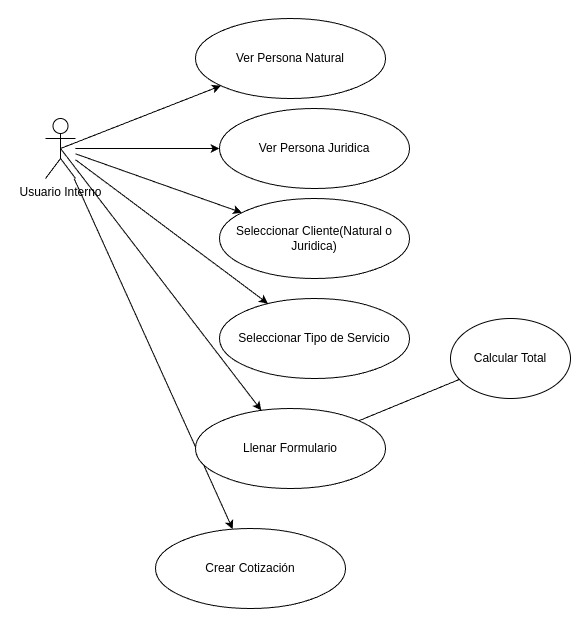 Ver Persona Natural
Usuario Interno
Ver Persona Juridica
Seleccionar Cliente(Natural o
Juridica)
Seleccionar Tipo de Servicio
Calcular Total
Llenar Formulario
Crear Cotización